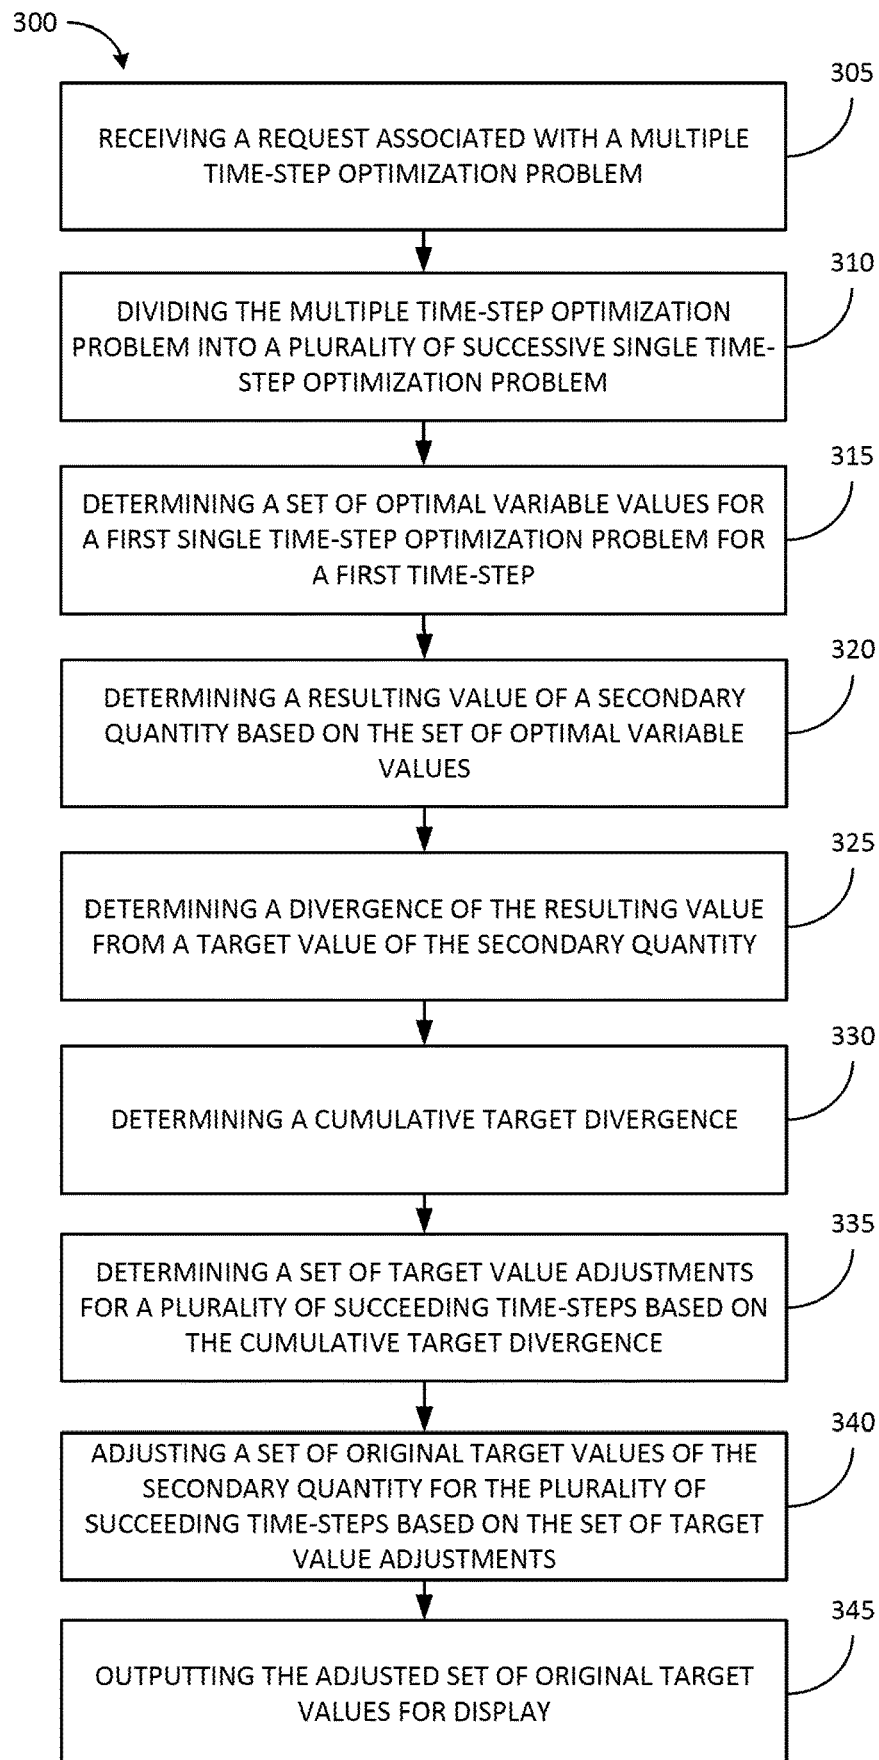 300
305
RECEIVING A REQUEST ASSOCIATED WITH A MULTIPLE
TIME-STEP OPTIMIZATION PROBLEM
310
DIVIDING THE MULTIPLE TIME-STEP OPTIMIZATION
PROBLEM INTO A PLURALITY OF SUCCESSIVE SINGLE TIME-
STEP OPTIMIZATION PROBLEM
315
DETERMINING A SET OF OPTIMAL VARIABLE VALUES FOR
A FIRST SINGLE TIME-STEP OPTIMIZATION PROBLEM FOR
A FIRST TIME-STEP
320
DETERMINING A RESULTING VALUE OF A SECONDARY
QUANTITY BASED ON THE SET OF OPTIMAL VARIABLE
VALUES
325
DETERMINING A DIVERGENCE OF THE RESULTING VALUE
FROM A TARGET VALUE OF THE SECONDARY QUANTITY
330
DETERMINING A CUMULATIVE TARGET DIVERGENCE
335
DETERMINING A SET OF TARGET VALUE ADJUSTMENTS
FOR A PLURALITY OF SUCCEEDING TIME-STEPS BASED ON
THE CUMULATIVE TARGET DIVERGENCE
340
ADJUSTING A SET OF ORIGINAL TARGET VALUES OF THE
SECONDARY QUANTITY FOR THE PLURALITY OF
SUCCEEDING TIME-STEPS BASED ON THE SET OF TARGET
VALUE ADJUSTMENTS
345
OUTPUTTING THE ADJUSTED SET OF ORIGINAL TARGET
VALUES FOR DISPLAY